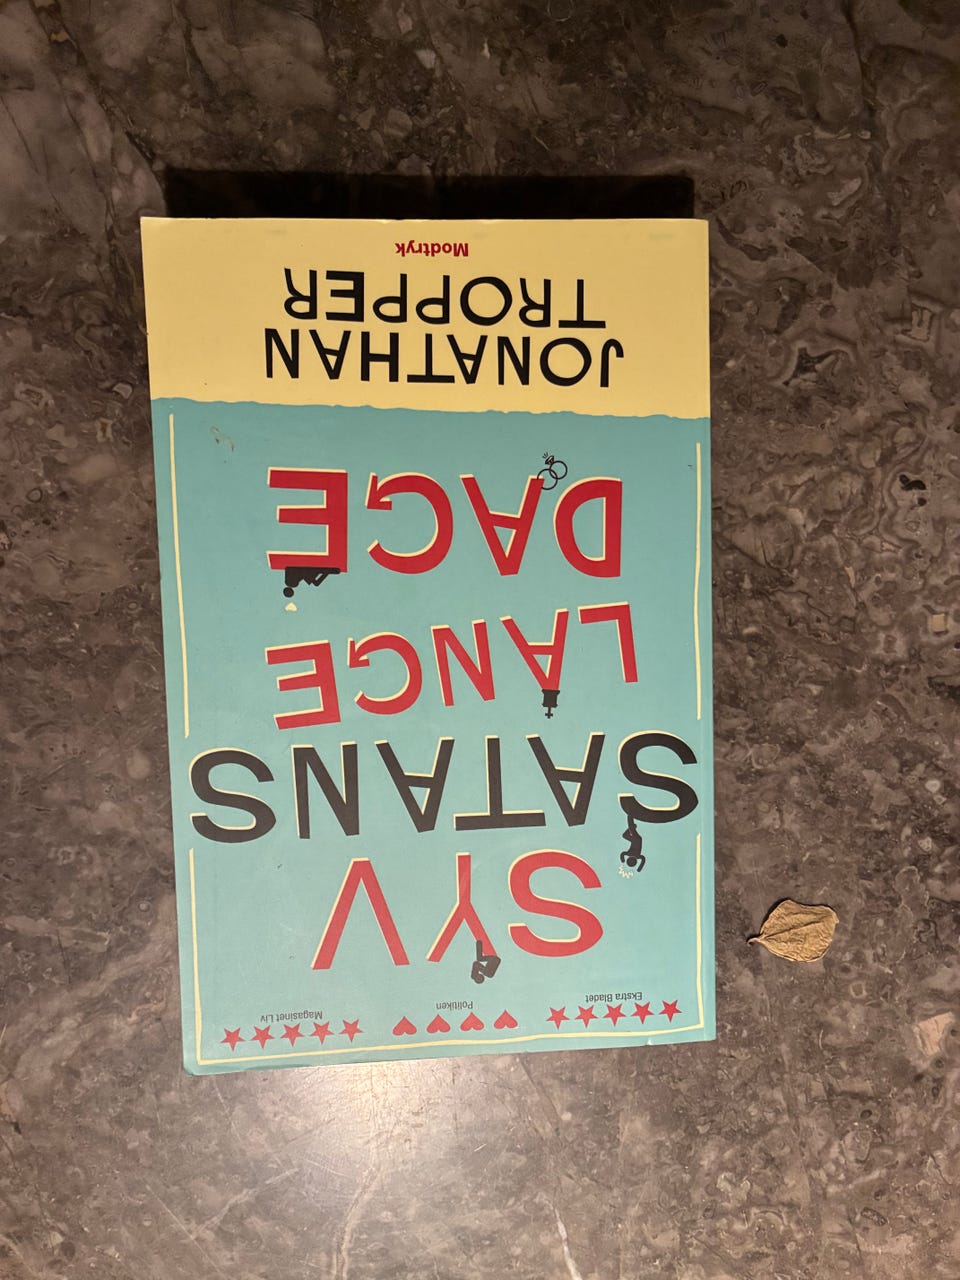 Ekstra Bladet
Politiken
Magasinet Liv
SYV
SATANS
LANGE
DAGE
JONATHAN
TROPPER
Modtryk